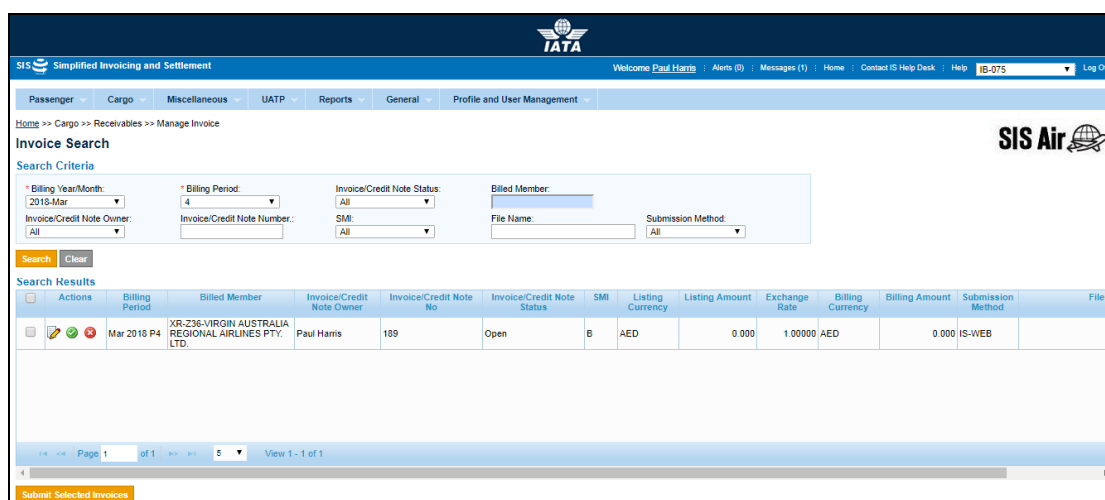 IATA
SIS Simplified Invoicing and Settlement
Welcome Paul Harris : Alerts (0) : Messages (1) : Home : Contact IS Help Desk : Help IB-075 Log O
Passenger Cargo Miscellaneous UATP Reports General Profile and User Management
Home >> Cargo >> Receivables >> Manage Invoice
SIS Air
Invoice Search
Search Criteria
* Billing Year/Month: * Billing Period: Invoice/Credit Note Status: Billed Member:
2018-Mar 4 All
Invoice/Credit Note Owner: Invoice/Credit Note Number.: SMI: File Name: Submission Method:
All All All
Search Clear
Search Results
Actions Billing Period Billed Member Invoice/Credit Note Owner Invoice/Credit Note No Invoice/Credit Note Status SMI Listing Currency Listing Amount Exchange Rate Billing Currency Billing Amount Submission Method File
Mar 2018 P4 XR-Z36-VIRGIN AUSTRALIA REGIONAL AIRLINES PTY. LTD. Paul Harris 189 Open B AED 0.000 1.00000 AED 0.000 IS-WEB
Page 1 of 1 5 View 1 - 1 of 1
Submit Selected Invoices